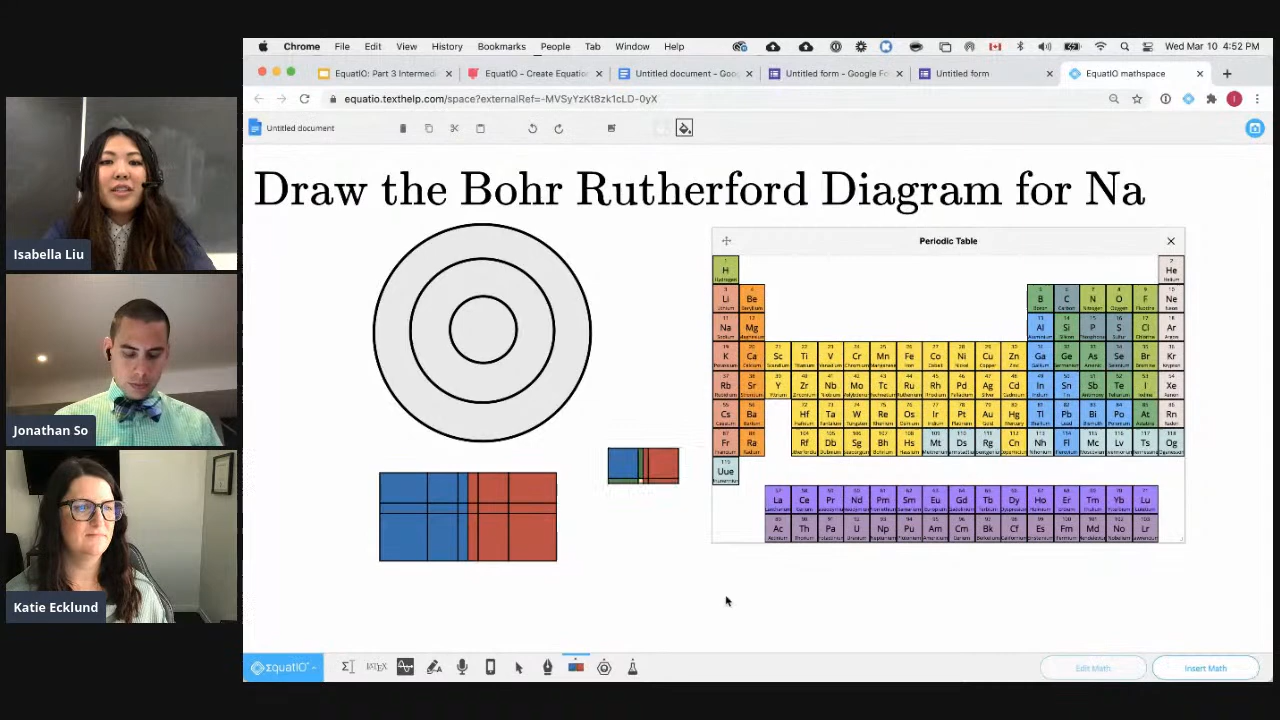 Chrome File Edit View History Bookmarks People Tab Window Help Wed Mar 10 4:52 PM
EquatIO: Part 3 Intermedi EquatIO - Create Equatio Untitled document - Goo Untitled form - Google Fo Untitled form EquatIO mathspace
equatio.texthelp.com/space?externalRef=-MVSyYzKt8zk1cLD-0yX
Untitled document
Draw the Bohr Rutherford Diagram for Na
Isabella Liu
Jonathan So
Katie Ecklund
Periodic Table
H He
Li Be B C N O F Ne
Na Mg Al Si P S Cl Ar
K Ca Sc Ti V Cr Mn Fe Co Ni Cu Zn Ga Ge As Se Br Kr
Rb Sr Y Zr Nb Mo Tc Ru Rh Pd Ag Cd In Sn Sb Te I Xe
Cs Ba Hf Ta W Re Os Ir Pt Au Hg Tl Pb Bi Po At Rn
Fr Ra Rf Db Sg Bh Hs Mt Ds Rg Cn Nh Fl Mc Lv Ts Og
Uue
La Ce Pr Nd Pm Sm Eu Gd Tb Dy Ho Er Tm Yb Lu
Ac Th Pa U Np Pu Am Cm Bk Cf Es Fm Md No Lr
EquatIO LATEX Edit Math Insert Math